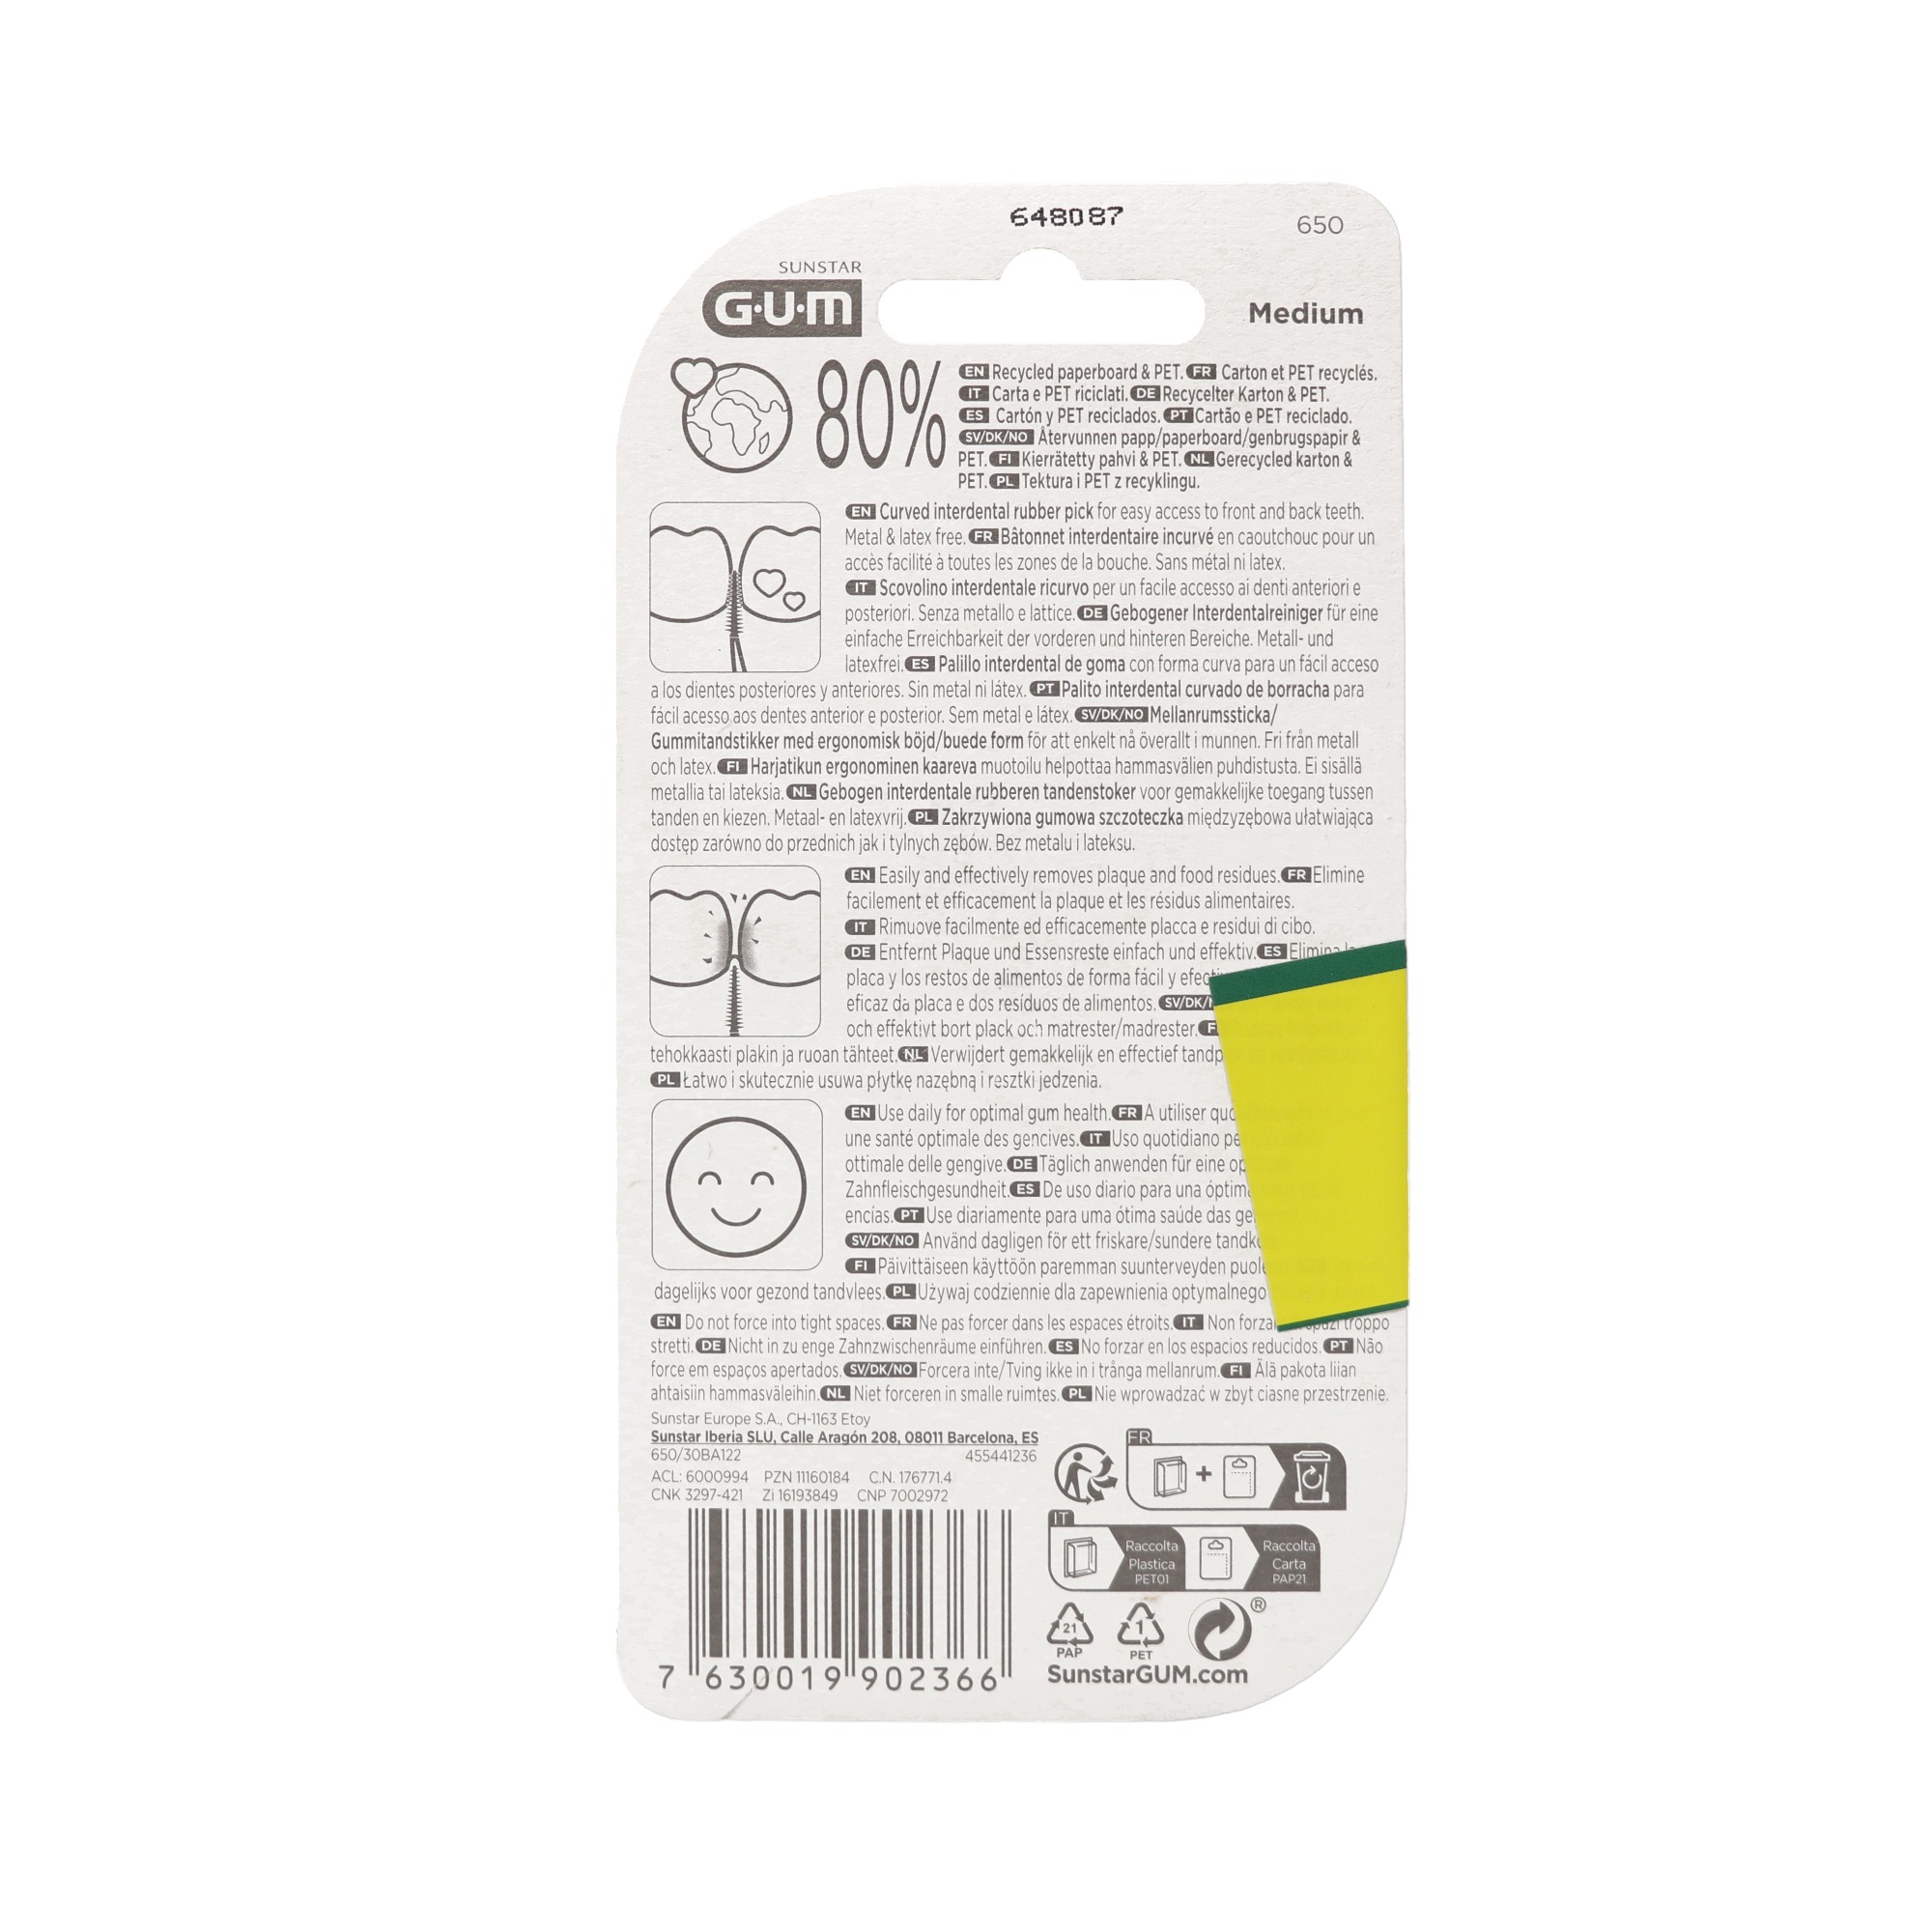 648087
650
SUNSTAR
G·U·M
Medium
80%
EN Recycled paperboard & PET. FR Carton et PET recyclés.
IT Carta e PET riciclati. DE Recycelter Karton & PET.
ES Cartón y PET reciclados. PT Cartão e PET reciclado.
SV/DK/NO Återvunnen papp/paperboard/genbrugspapir &
PET. FI Kierrätetty pahvi & PET. NL Gerecycled karton &
PET. PL Tektura i PET z recyklingu.
EN Curved interdental rubber pick for easy access to front and back teeth.
Metal & latex free. FR Bâtonnet interdentaire incurvé en caoutchouc pour un
accès facilité à toutes les zones de la bouche. Sans métal ni latex.
IT Scovolino interdentale ricurvo per un facile accesso ai denti anteriori e
posteriori. Senza metallo e lattice. DE Gebogener Interdentalreiniger für eine
einfache Erreichbarkeit der vorderen und hinteren Bereiche. Metall- und
latexfrei. ES Palillo interdental de goma con forma curva para un fácil acceso
a los dientes posteriores y anteriores. Sin metal ni látex. PT Palito interdental curvado de borracha para
fácil acesso aos dentes anterior e posterior. Sem metal e látex. SV/DK/NO Mellanrumssticka/
Gummitandstikker med ergonomisk böjd/buede form för att enkelt nå överallt i munnen. Fri från metall
och latex. FI Harjatikun ergonominen kaareva muotoilu helpottaa hammasvälien puhdistusta. Ei sisällä
metallia tai lateksia. NL Gebogen interdentale rubberen tandenstoker voor gemakkelijke toegang tussen
tanden en kiezen. Metaal- en latexvrij. PL Zakrzywiona gumowa szczoteczka międzyzębowa ułatwiająca
dostęp zarówno do przednich jak i tylnych zębów. Bez metalu i lateksu.
EN Easily and effectively removes plaque and food residues. FR Elimine
facilement et efficacement la plaque et les résidus alimentaires.
IT Rimuove facilmente ed efficacemente placca e residui di cibo.
DE Entfernt Plaque und Essensreste einfach und effektiv. ES Elimina
placa y los restos de alimentos de forma fácil y
eficaz da placa e dos resíduos de alimentos.
och effektivt bort plack och matrester/madrester.
tehokkaasti plakin ja ruoan tähteet. NL Verwijdert gemakkelijk en effectief
PL Łatwo i skutecznie usuwa płytkę nazębną i resztki jedzenia.
EN Use daily for optimal gum health. FR A utiliser
une santé optimale des gencives. IT Uso quotidiano
ottimale delle gengive. DE Täglich anwenden für eine
Zahnfleischgesundheit. ES De uso diario para una
encías. PT Use diariamente para uma ótima saúde das
SV/DK/NO Använd dagligen för ett friskare/sundere
FI Päivittäiseen käyttöön paremman suunterveyden
dagelijks voor gezond tandvlees. PL Używaj codziennie dla zapewnienia optymalnego
EN Do not force into tight spaces. FR Ne pas forcer dans les espaces étroits. IT Non troppo
stretti. DE Nicht in zu enge Zahnzwischenräume einführen. ES No forzar en los espacios reducidos. PT Não
force em espaços apertados. SV/DK/NO Forcera inte/Tving ikke in i trånga mellanrum. FI Älä pakota liian
ahtaisiin hammasväleihin. NL Niet forceren in smalle ruimtes. PL Nie wprowadzać w zbyt ciasne przestrzenie.
Sunstar Europe S.A., CH-1163 Etoy
Sunstar Iberia SLU, Calle Aragón 208, 08011 Barcelona, ES
650/30BA122 455441236
ACL: 6000994 PZN 11160184 C.N. 176771.4
CNK 3297-421 Zi 16193849 CNP 7002972
FR
+
IT
Raccolta
Plastica
PET01
Raccolta
Carta
PAP21
21
PAP
1
PET
®
SunstarGUM.com
7 630019 902366